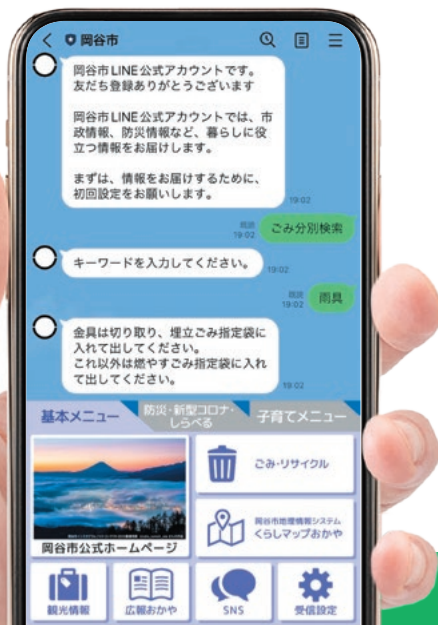 岡谷市
岡谷市LINE公式アカウントです。
友だち登録ありがとうございます
岡谷市LINE公式アカウントでは、市
政情報、防災情報など、暮らしに役
立つ情報をお届けします。
まずは、情報をお届けするために、
初回設定をお願いします。
19:02
既読
19:02
ごみ分別検索
キーワードを入力してください。
19:02
既読
19:02
雨具
金具は切り取り、埋立ごみ指定袋に
入れて出してください。
これ以外は燃やすごみ指定袋に入れ
て出してください。
19:02
基本メニュー
防災・新型コロナ・
しらべる
子育てメニュー
ごみ・リサイクル
岡谷市地理情報システム
くらしマップおかや
岡谷市公式ホームページ
観光情報
広報おかや
SNS
受信設定